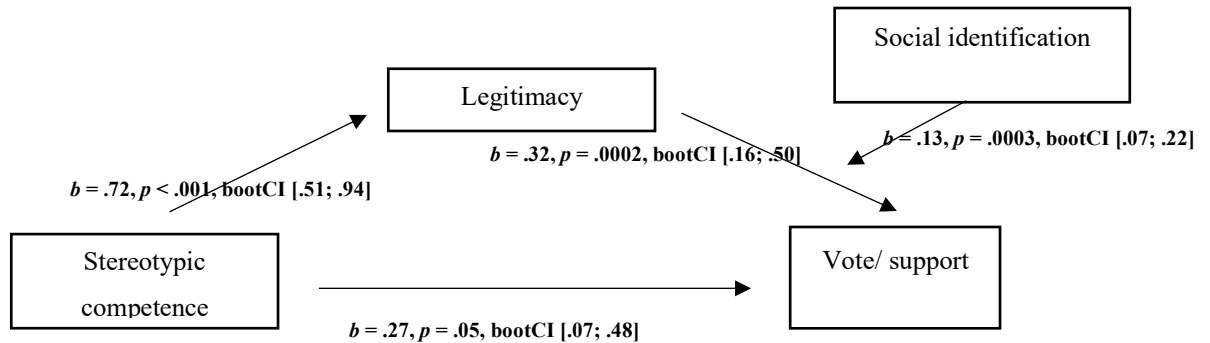 Social identification
Legitimacy
b = .13, p = .0003, bootCI [.07; .22]
b = .32, p = .0002, bootCI [.16; .50]
b = .72, p < .001, bootCI [.51; .94]
Stereotypic
competence
Vote/ support
b = .27, p = .05, bootCI [.07; .48]